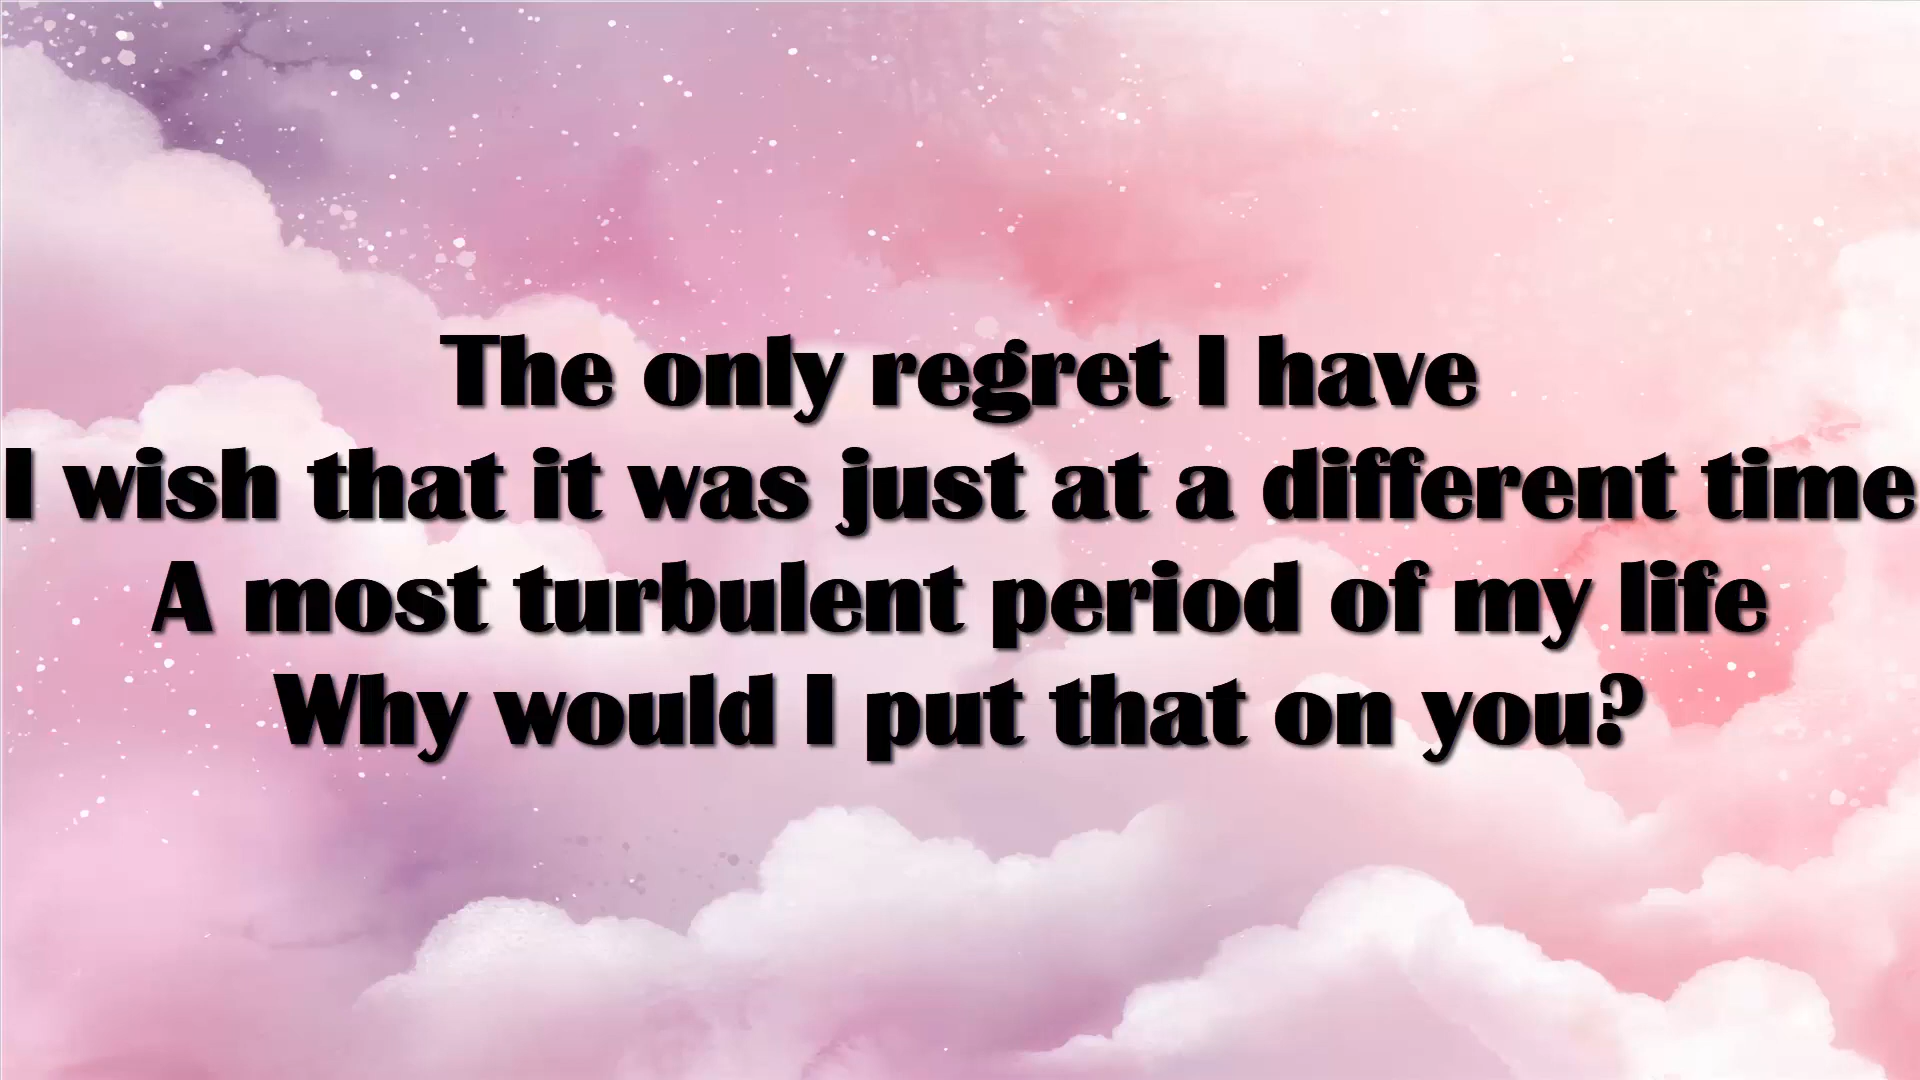 The only regret I have
I wish that it was just at a different time
A most turbulent period of my life
Why would I put that on you?